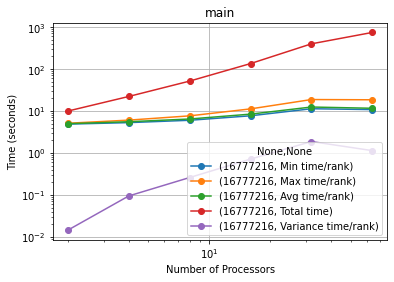 main
10³
10²
10¹
10⁰
10⁻¹
10⁻²
Time (seconds)
None,None
(16777216, Min time/rank)
(16777216, Max time/rank)
(16777216, Avg time/rank)
(16777216, Total time)
(16777216, Variance time/rank)
10¹
Number of Processors